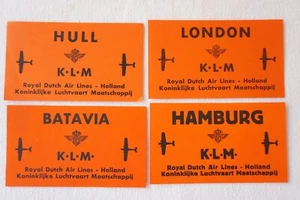 HULL
K·L·M
Royal Dutch Air Lines - Holland
Koninklijke Luchtvaart Maatschappij
LONDON
K·L·M
Royal Dutch Air Lines - Holland
Koninklijke Luchtvaart Maatschappij
BATAVIA
K·L·M·
Royal Dutch Air Lines - Holland
Koninklijke Luchtvaart Maatschappij
HAMBURG
K·L·M·
Royal Dutch Air Lines - Holland
Koninklijke Luchtvaart Maatschappij